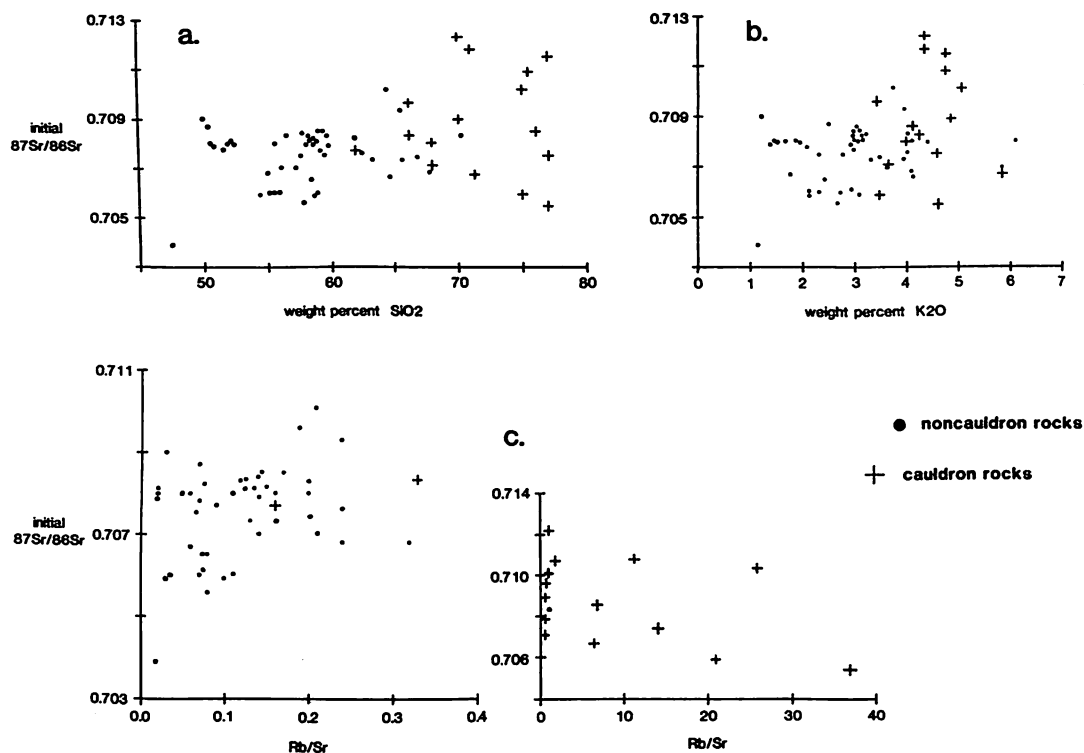 a.
0.713
0.709
0.705
initial
87Sr/86Sr
50 60 70 80
weight percent SiO2
b.
0.713
0.709
0.705
0 1 2 3 4 5 6 7
weight percent K2O
c.
0.711
0.707
0.703
initial
87Sr/86Sr
0.0 0.1 0.2 0.3 0.4
Rb/Sr
noncauldron rocks
cauldron rocks
0.714
0.710
0.706
0 10 20 30 40
Rb/Sr